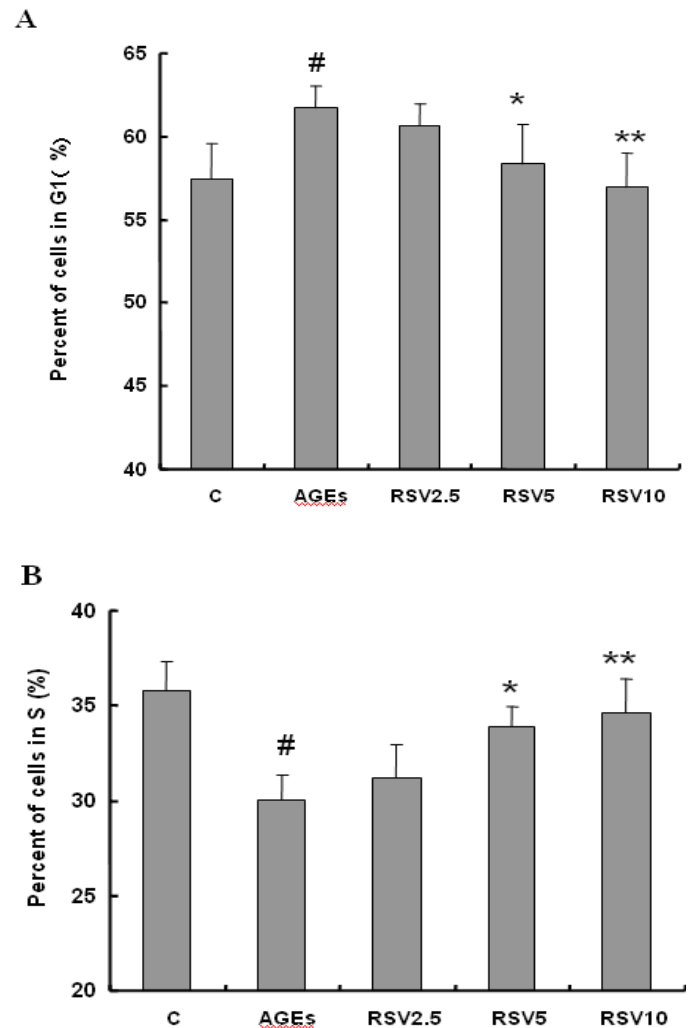 A
Percent of cells in G1( %)
65
60
55
50
45
40
#
*
**
C AGEs RSV2.5 RSV5 RSV10
B
Percent of cells in S (%)
40
35
30
25
20
#
*
**
C AGEs RSV2.5 RSV5 RSV10